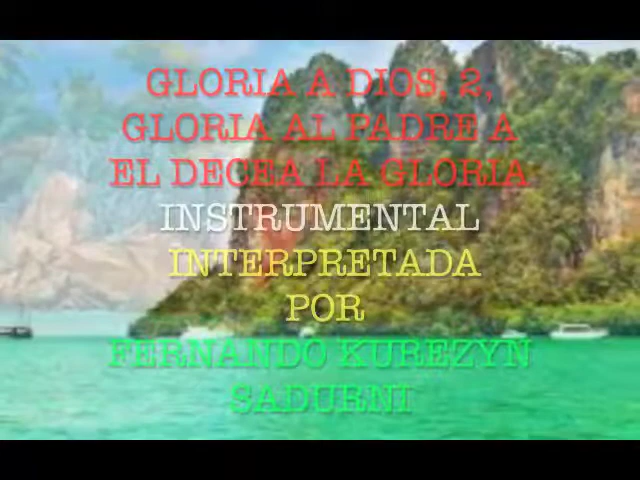 GLORIA A DIOS, 2,
GLORIA AL PADRE A
EL DECEA LA GLORIA
INSTRUMENTAL
INTERPRETADA
POR
FERNANDO KUREZYN
SADURNI